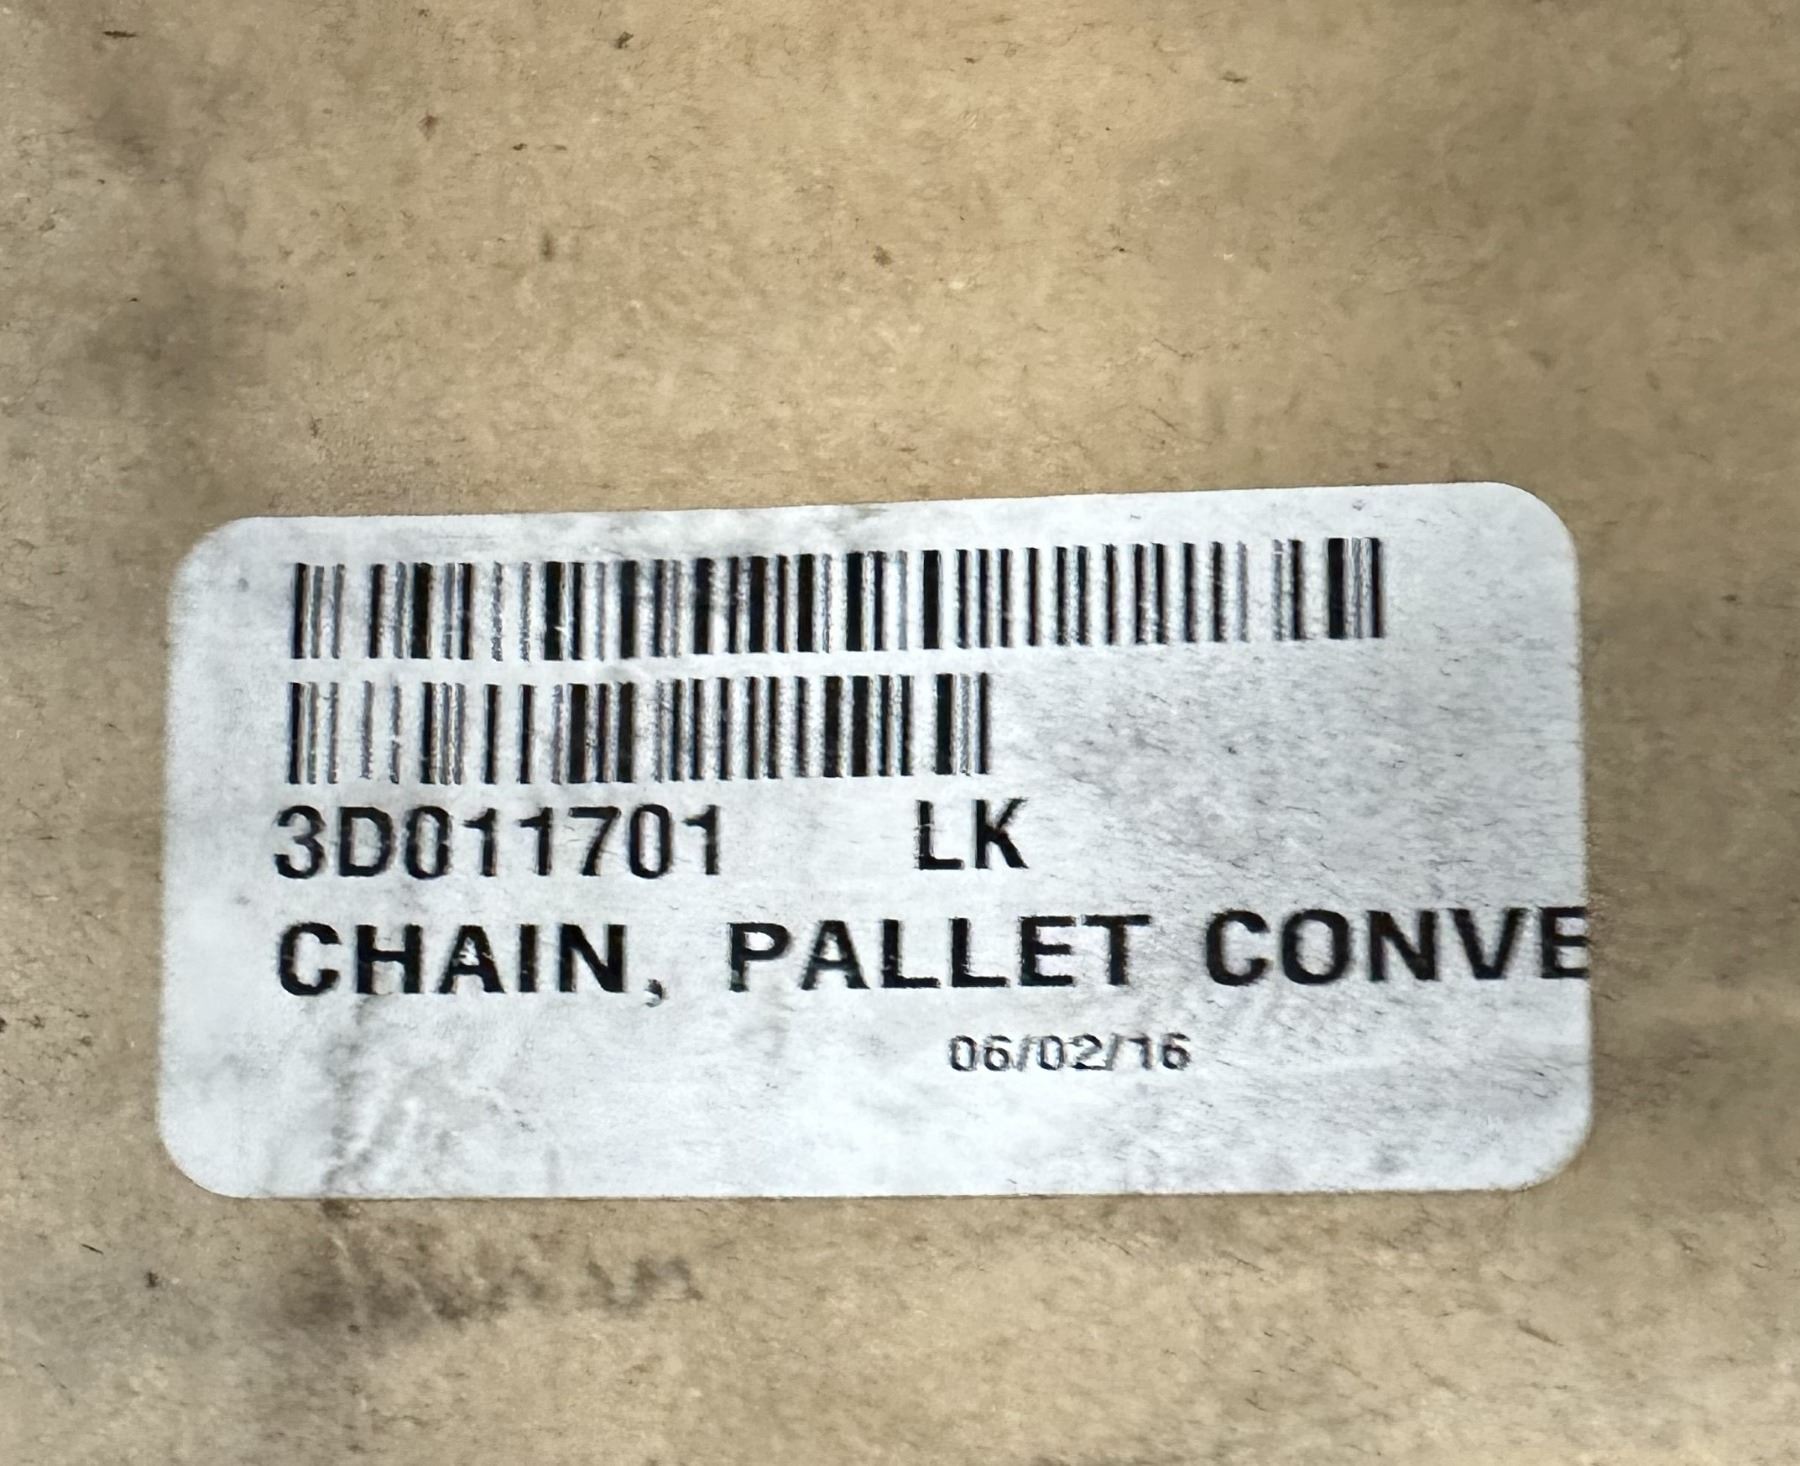 3D011701 LK
CHAIN, PALLET CONVE
06/02/16